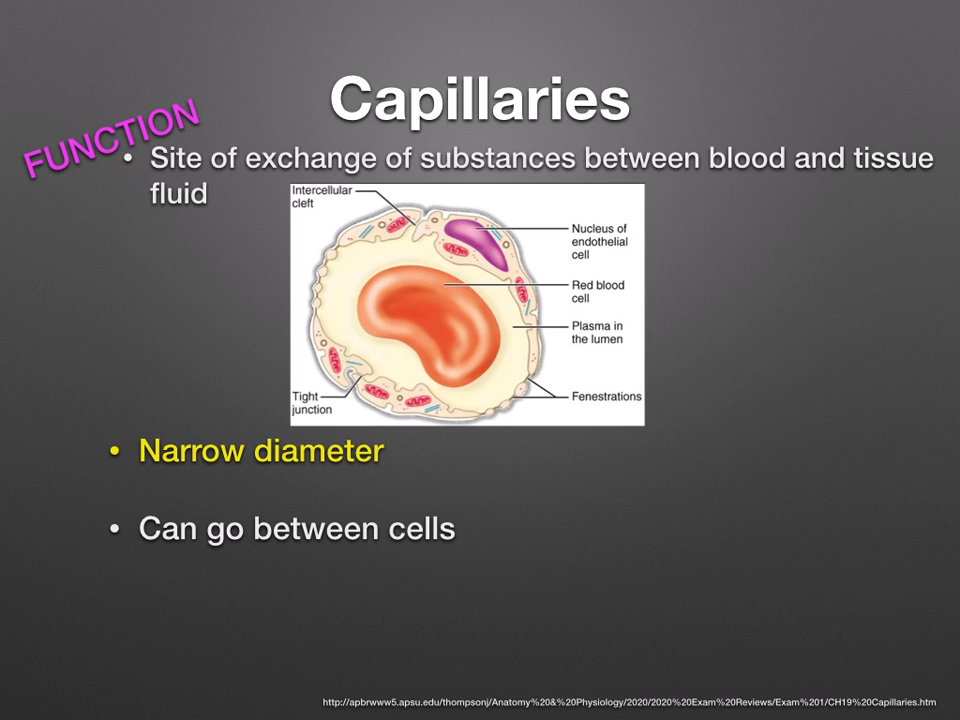 Capillaries
FUNCTION
• Site of exchange of substances between blood and tissue
fluid
Intercellular
cleft
Nucleus of
endothelial
cell
Red blood
cell
Plasma in
the lumen
Tight
junction
Fenestrations
• Narrow diameter
• Can go between cells
http://apbrwww5.apsu.edu/thompsonj/Anatomy%20&%20Physiology/2020/2020%20Exam%20Reviews/Exam%201/CH19%20Capillaries.htm